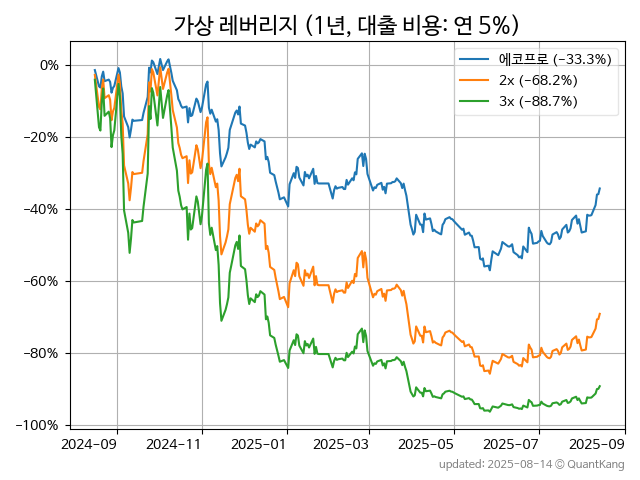 가상 레버리지 (1년, 대출 비용: 연 5%)
에코프로 (−33.3%)
2x (−68.2%)
3x (−88.7%)
0%
−20%
−40%
−60%
−80%
−100%
2024-09 2024-11 2025-01 2025-03 2025-05 2025-07 2025-09
updated: 2025-08-14 © QuantKang